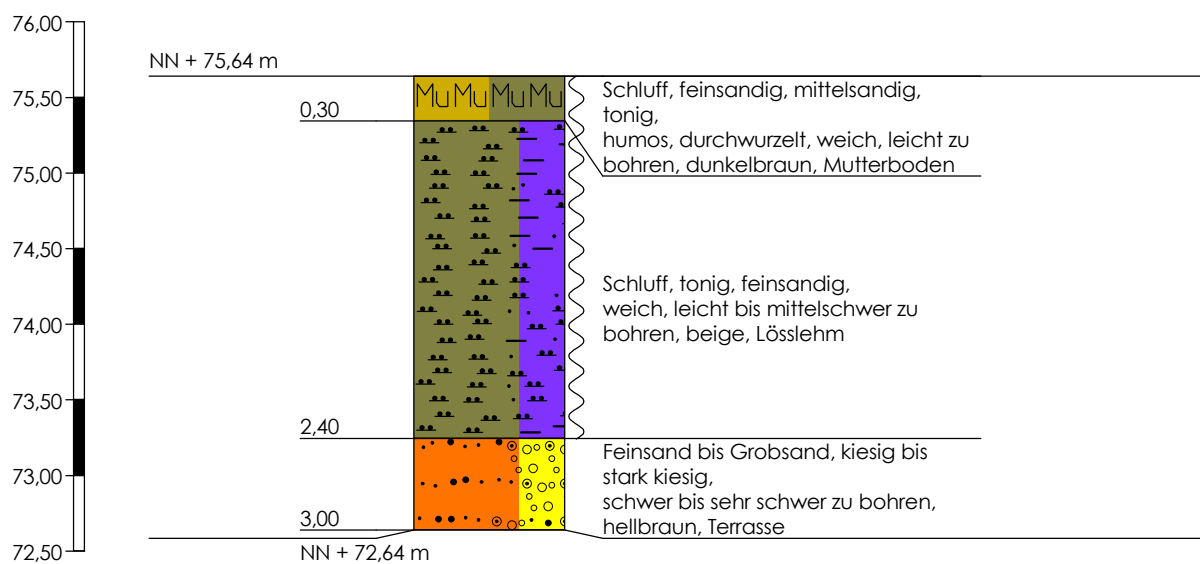 76,00
NN + 75,64 m
75,50
75,00
74,50
74,00
73,50
73,00
72,50
0,30
Mu Mu Mu Mu
Schluff, feinsandig, mittelsandig,
tonig,
humos, durchwurzelt, weich, leicht zu
bohren, dunkelbraun, Mutterboden
Schluff, tonig, feinsandig,
weich, leicht bis mittelschwer zu
bohren, beige, Lösslehm
2,40
Feinsand bis Grobsand, kiesig bis
stark kiesig,
schwer bis sehr schwer zu bohren,
hellbraun, Terrasse
3,00
NN + 72,64 m